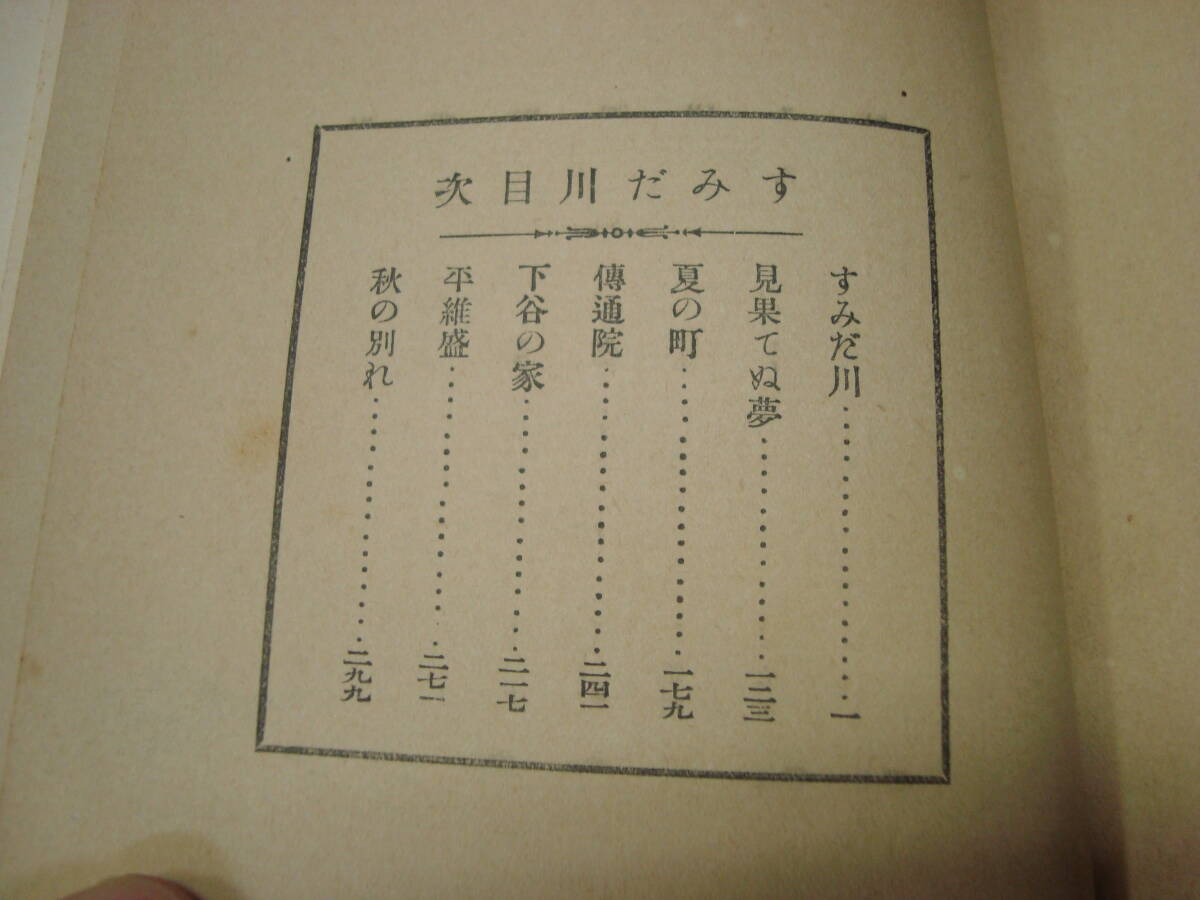 すみだ川目次
すみだ川……………………一
見果てぬ夢……………………一二三
夏の町……………………一七九
傳通院……………………二四一
下谷の家……………………二一七
平維盛……………………二七一
秋の別れ……………………二九九